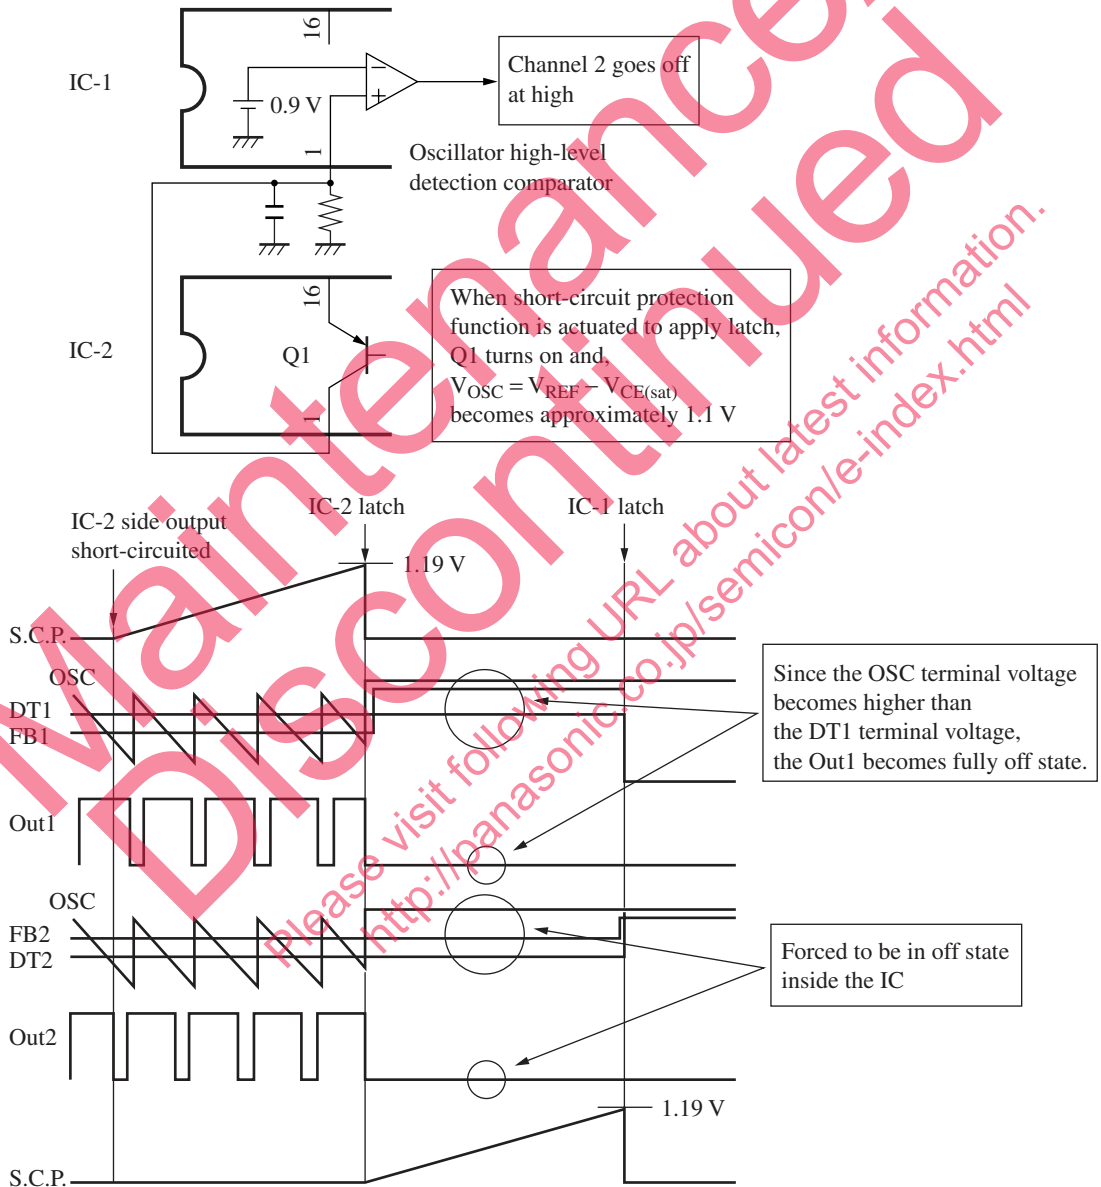 16
IC-1
0.9 V
−
+
1
Channel 2 goes off
at high
Oscillator high-level
detection comparator
IC-2
16
Q1
1
When short-circuit protection
function is actuated to apply latch,
Q1 turns on and,
VOSC = VREF − VCE(sat)
becomes approximately 1.1 V
IC-2 side output
short-circuited
IC-2 latch
IC-1 latch
1.19 V
S.C.P.
OSC
DT1
FB1
Since the OSC terminal voltage
becomes higher than
the DT1 terminal voltage,
the Out1 becomes fully off state.
Out1
OSC
FB2
DT2
Forced to be in off state
inside the IC
Out2
1.19 V
S.C.P.
Maintenance
Discontinued
Please visit following URL about latest information.
http://panasonic.co.jp/semicon/e-index.html